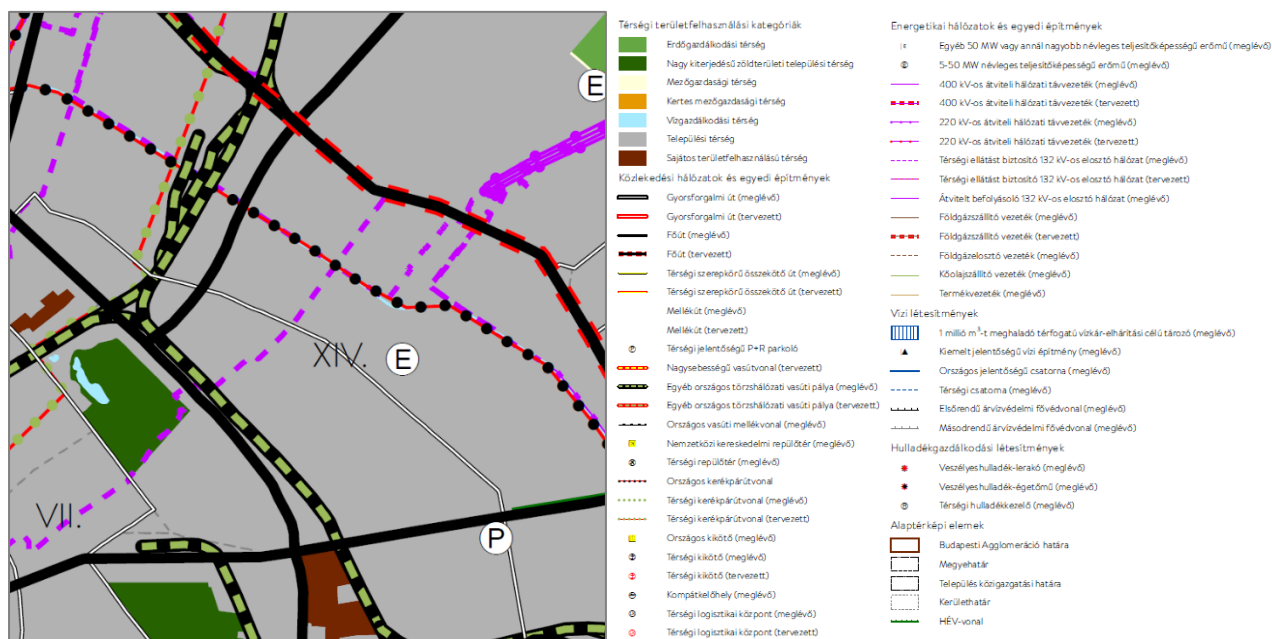 E
XIV.
E
VII.
P
Térségi területfelhasználási kategóriák
Erdőgazdálkodási térség
Nagy kiterjedésű zöldterületi települési térség
Mezőgazdasági térség
Kertes mezőgazdasági térség
Vízgazdálkodási térség
Települési térség
Sajátos területfelhasználású térség
Közlekedési hálózatok és egyedi építmények
Gyorsforgalmi út (meglévő)
Gyorsforgalmi út (tervezett)
Főút (meglévő)
Főút (tervezett)
Térségi szerepkörű összekötő út (meglévő)
Térségi szerepkörű összekötő út (tervezett)
Mellékút (meglévő)
Mellékút (tervezett)
Térségi jelentőségű P+R parkoló
Nagysebességű vasútvonal (tervezett)
Egyéb országos törzshálózati vasúti pálya (meglévő)
Egyéb országos törzshálózati vasúti pálya (tervezett)
Országos vasúti mellékvonal (meglévő)
Nemzetközi kereskedelmi repülőtér (meglévő)
Térségi repülőtér (meglévő)
Országos kerékpárútvonal
Térségi kerékpárútvonal (meglévő)
Térségi kerékpárútvonal (tervezett)
Országos kikötő (meglévő)
Térségi kikötő (meglévő)
Térségi kikötő (tervezett)
Kompátkelőhely (meglévő)
Térségi logisztikai központ (meglévő)
Térségi logisztikai központ (tervezett)
Energetikai hálózatok és egyedi építmények
Egyéb 50 MW vagy annál nagyobb névleges teljesítőképességű erőmű (meglévő)
5-50 MW névleges teljesítőképességű erőmű (meglévő)
400 kV-os átviteli hálózati távvezeték (meglévő)
400 kV-os átviteli hálózati távvezeték (tervezett)
220 kV-os átviteli hálózati távvezeték (meglévő)
220 kV-os átviteli hálózati távvezeték (tervezett)
Térségi ellátást biztosító 132 kV-os elosztó hálózat (meglévő)
Térségi ellátást biztosító 132 kV-os elosztó hálózat (tervezett)
Átvitelt befolyásoló 132 kV-os elosztó hálózat (meglévő)
Földgázszállító vezeték (meglévő)
Földgázszállító vezeték (tervezett)
Földgázelosztó vezeték (meglévő)
Kőolajszállító vezeték (meglévő)
Termékvezeték (meglévő)
Vízi létesítmények
1 millió m³-t meghaladó térfogatú vízkár-elhárítási célú tározó (meglévő)
Kiemelt jelentőségű vízi építmény (meglévő)
Országos jelentőségű csatorna (meglévő)
Térségi csatorna (meglévő)
Elsőrendű árvízvédelmi fővédvonal (meglévő)
Másodrendű árvízvédelmi fővédvonal (meglévő)
Hulladékgazdálkodási létesítmények
Veszélyeshulladék-lerakó (meglévő)
Veszélyeshulladék-égetőmű (meglévő)
Térségi hulladékkezelő (meglévő)
Alaptérképi elemek
Budapesti Agglomeráció határa
Megyehatár
Település közigazgatási határa
Kerülethatár
HÉV-vonal